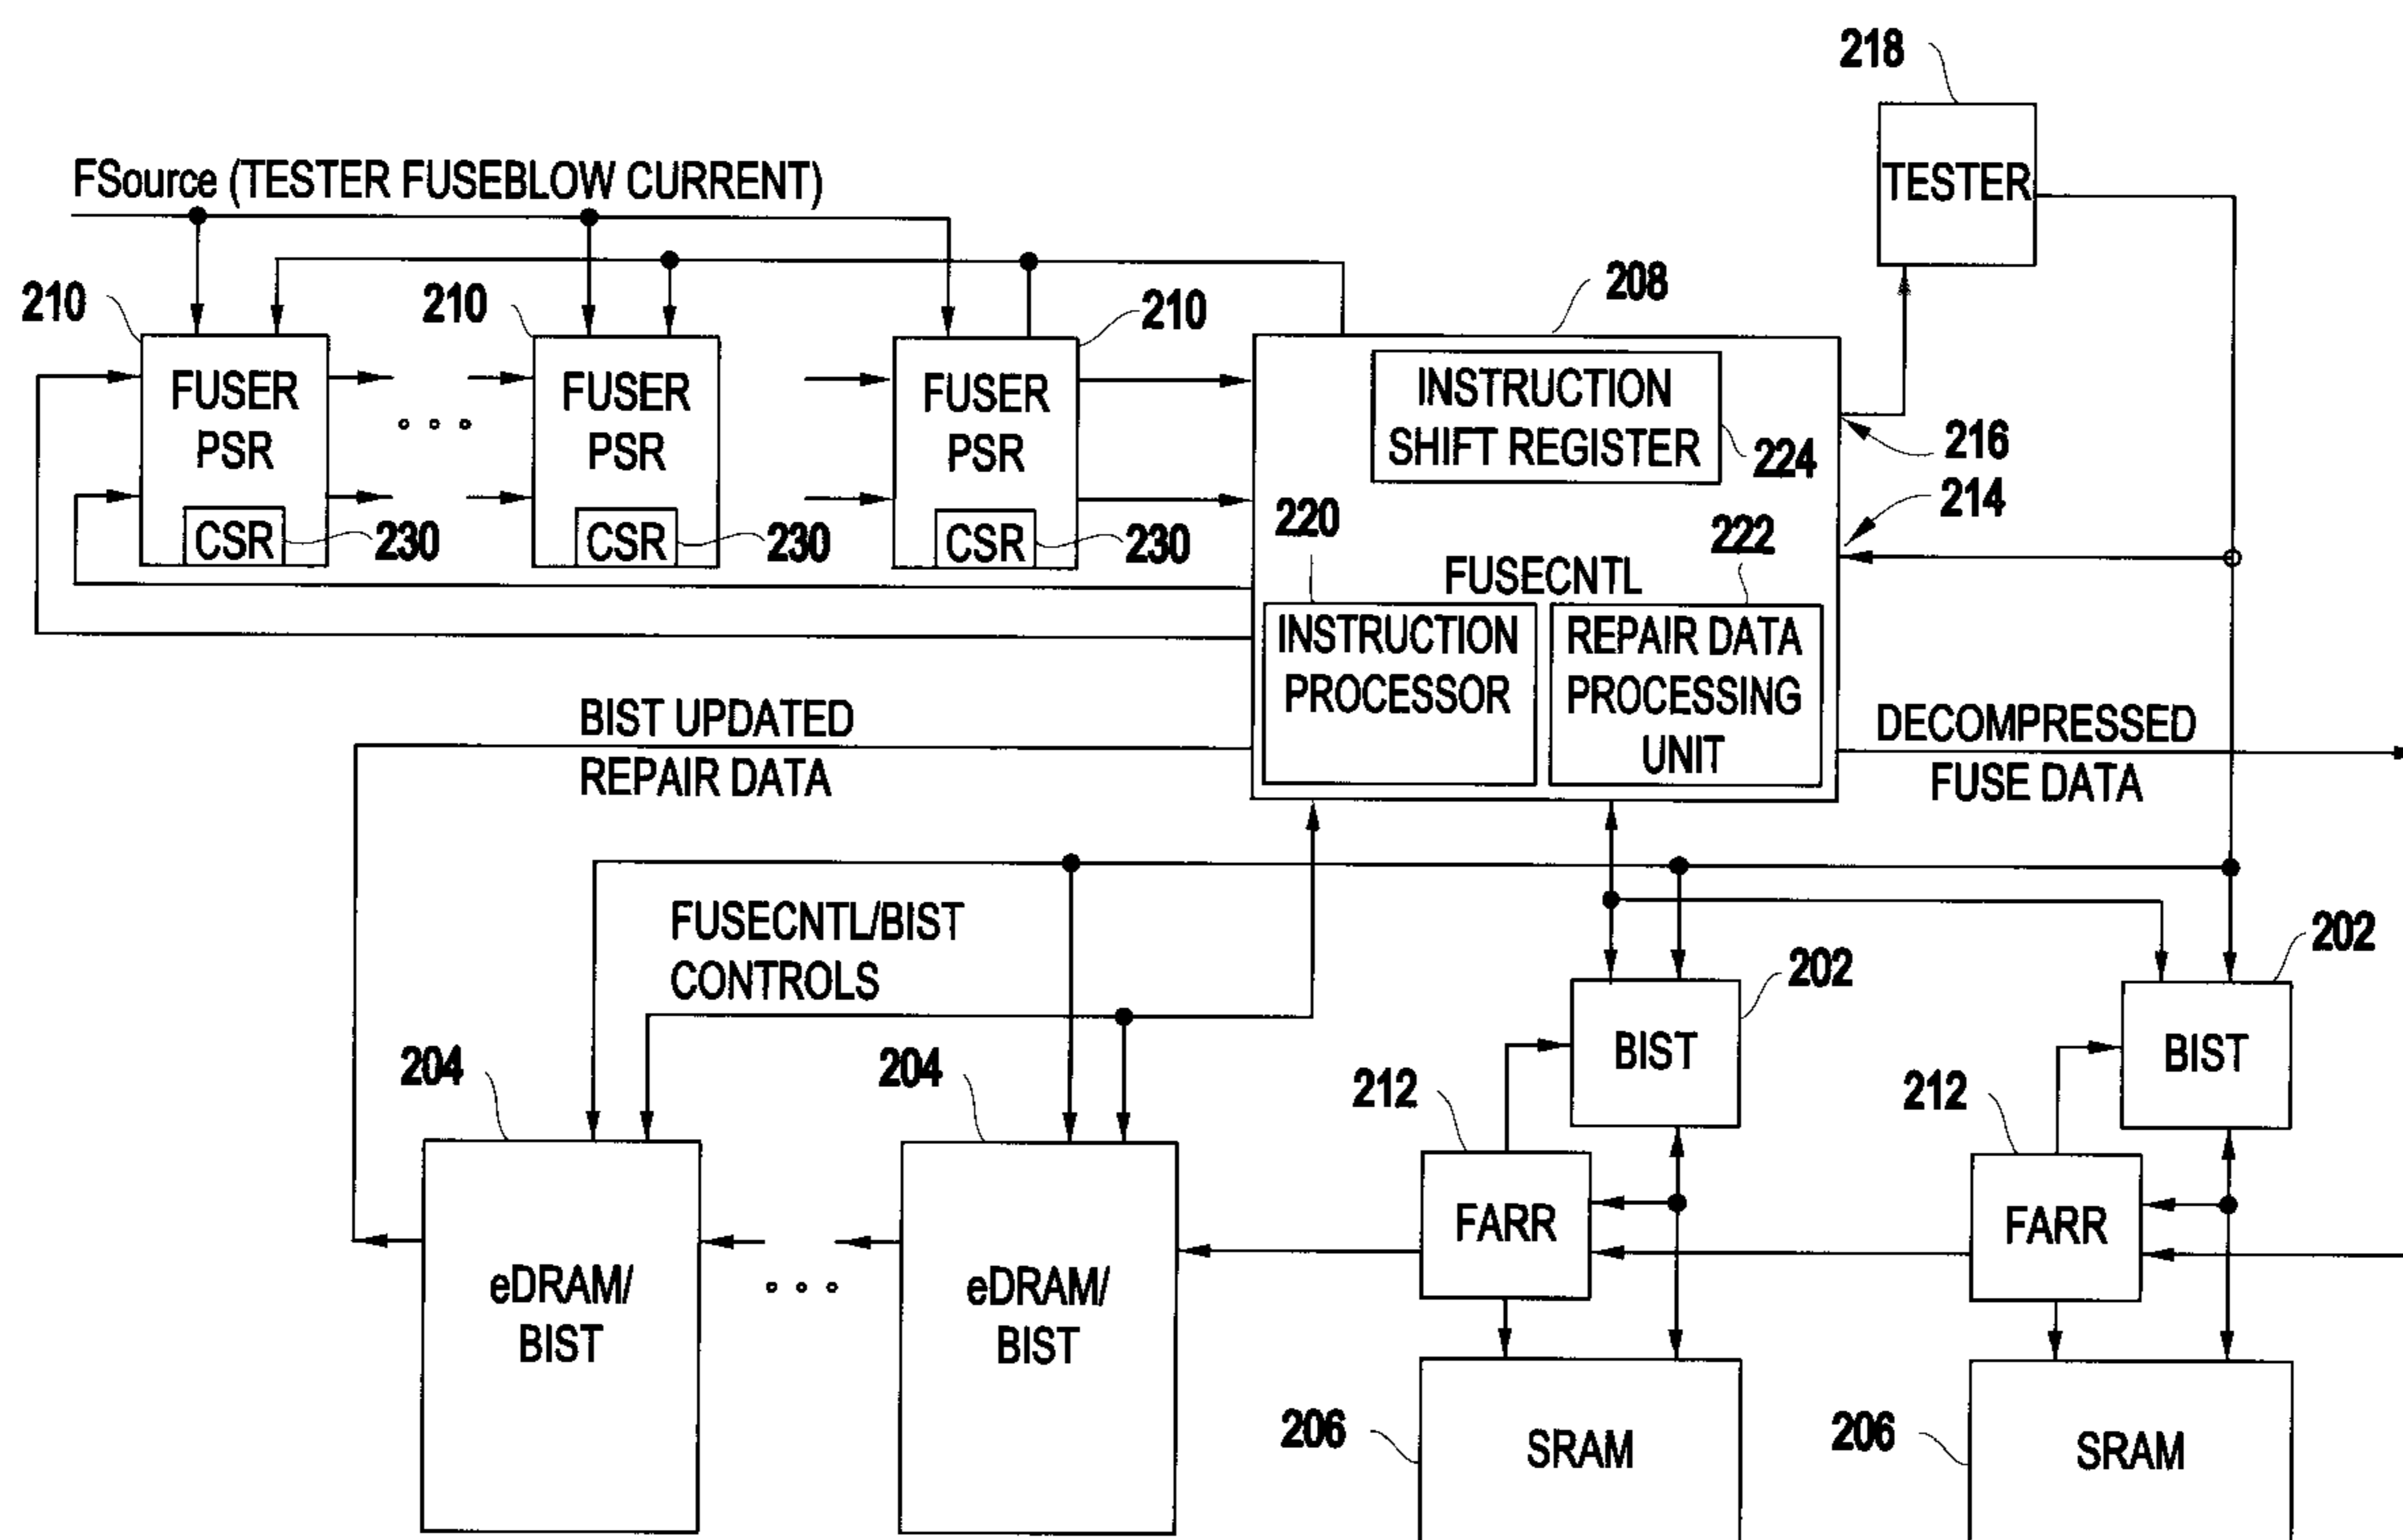 218
TESTER
FSource (TESTER FUSEBLOW CURRENT)
210
210
210
208
FUSER
PSR
CSR
230
FUSER
PSR
CSR
230
FUSER
PSR
CSR
230
INSTRUCTION
SHIFT REGISTER
224
216
214
220
222
FUSECNTL
INSTRUCTION
PROCESSOR
REPAIR DATA
PROCESSING
UNIT
BIST UPDATED
REPAIR DATA
DECOMPRESSED
FUSE DATA
FUSECNTL/BIST
CONTROLS
202
BIST
202
BIST
204
eDRAM/
BIST
204
eDRAM/
BIST
212
FARR
212
FARR
206
SRAM
206
SRAM